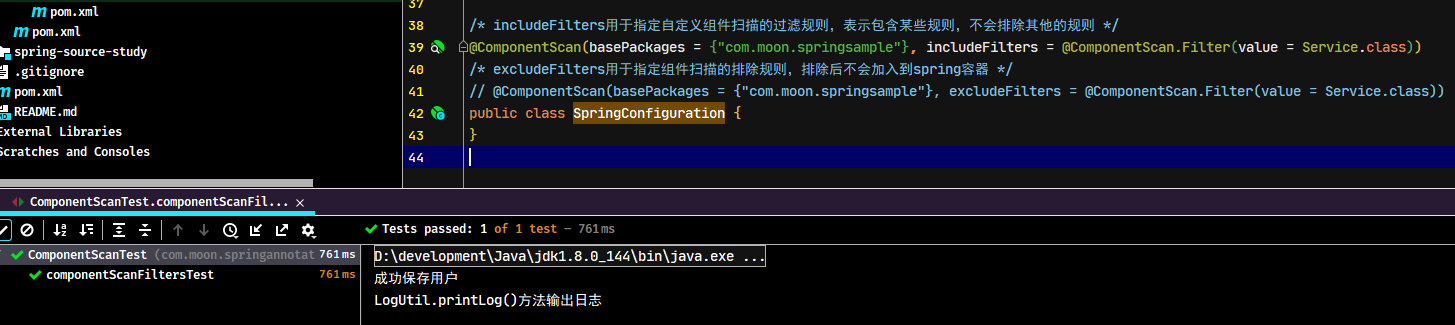 pom.xml
pom.xml
spring-source-study
.gitignore
pom.xml
README.md
External Libraries
Scratches and Consoles
37
38 /* includeFilters用于指定自定义组件扫描的过滤规则，表示包含某些规则，不会排除其他的规则 */
39 @ComponentScan(basePackages = {"com.moon.springsample"}, includeFilters = @ComponentScan.Filter(value = Service.class))
40 /* excludeFilters用于指定组件扫描的排除规则，排除后不会加入到spring容器 */
41 // @ComponentScan(basePackages = {"com.moon.springsample"}, excludeFilters = @ComponentScan.Filter(value = Service.class))
42 public class SpringConfiguration {
43 }
44
ComponentScanTest.componentScanFil... ×
Tests passed: 1 of 1 test – 761 ms
ComponentScanTest (com.moon.springannotat 761 ms
componentScanFiltersTest 761 ms
D:\development\Java\jdk1.8.0_144\bin\java.exe ...
成功保存用户
LogUtil.printLog()方法输出日志